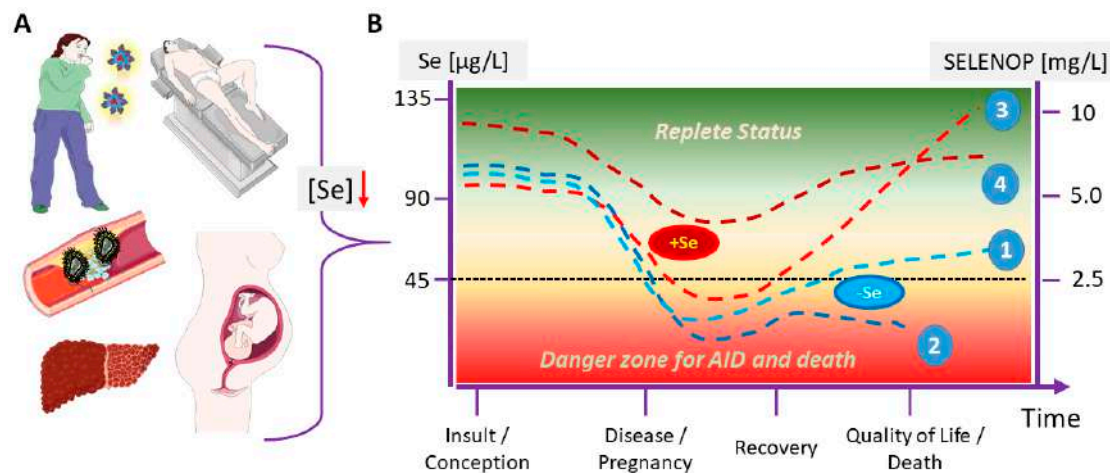 A
[Se]
B
Se [µg/L]
SELENOP [mg/L]
135
90
45
10
5.0
2.5
Replete Status
+Se
-Se
3
4
1
2
Danger zone for AID and death
Time
Insult /
Conception
Disease /
Pregnancy
Recovery
Quality of Life /
Death